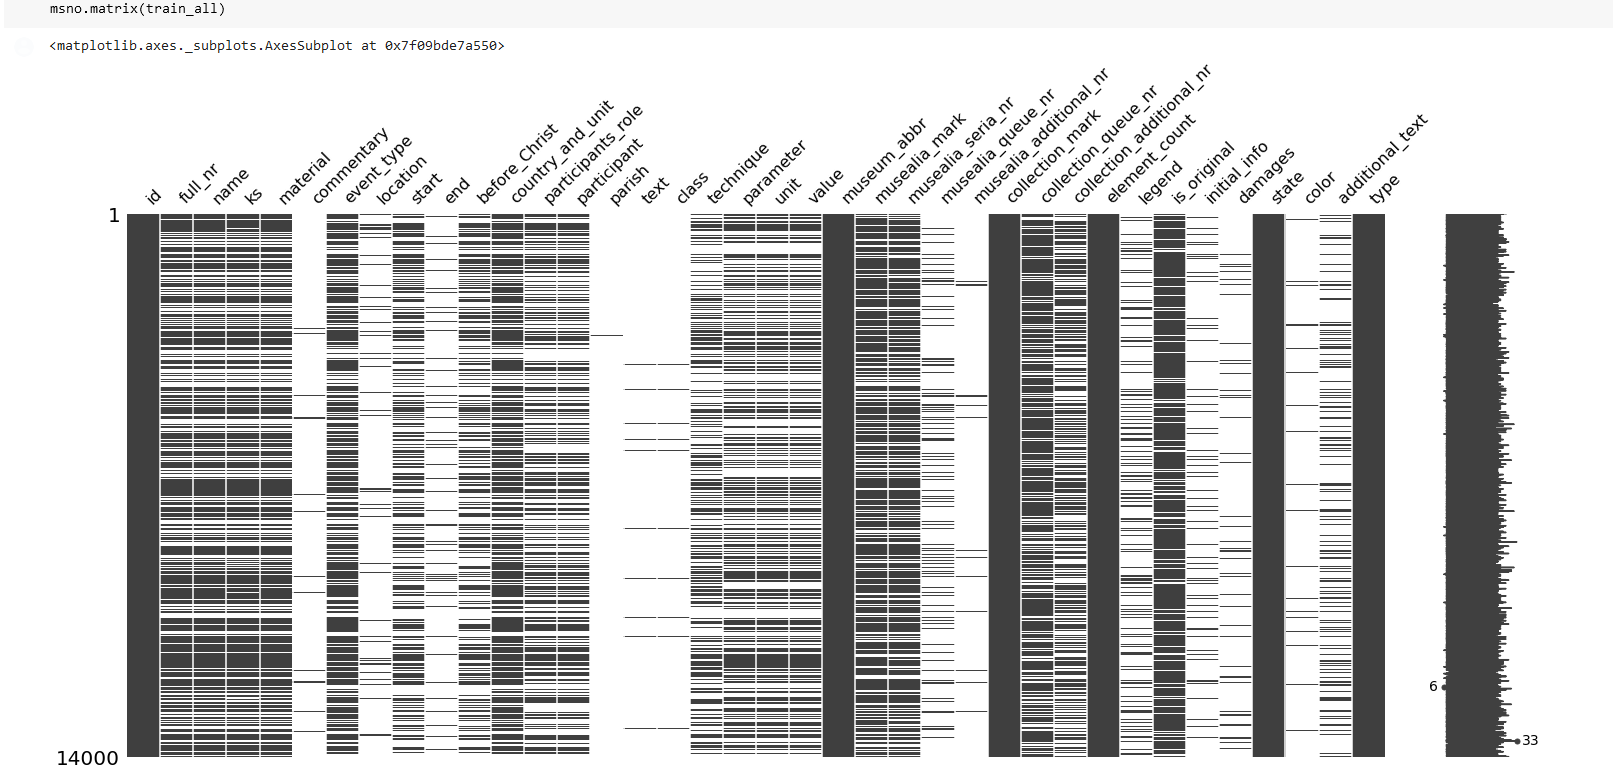 msno.matrix(train_all)
<matplotlib.axes._subplots.AxesSubplot at 0x7f09bde7a550>
id
full_nr
name
ks
material
commentary
event_type
location
start
end
before_Christ
country_and_unit
participants_role
participant
parish
text
class
technique
parameter
unit
value
museum_abbr
musealia_mark
musealia_seria_nr
musealia_queue_nr
musealia_additional_nr
collection_mark
collection_queue_nr
collection_additional_nr
element_count
legend
is_original
initial_info
damages
state
color
additional_text
type
1
6
33
14000